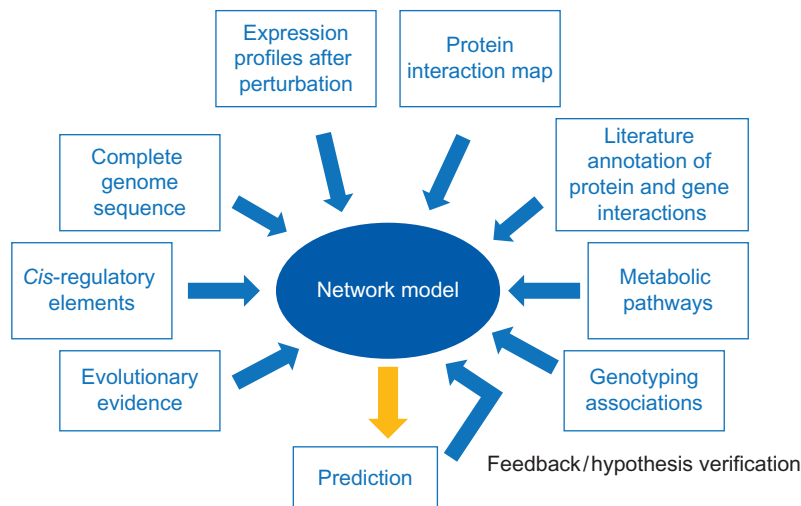 Expression
profiles after
perturbation
Protein
interaction map
Complete
genome
sequence
Literature
annotation of
protein and gene
interactions
Cis-regulatory
elements
Network model
Metabolic
pathways
Evolutionary
evidence
Genotyping
associations
Prediction
Feedback/hypothesis verification